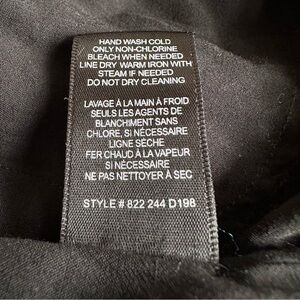 HAND WASH COLD
ONLY NON-CHLORINE
BLEACH WHEN NEEDED
LINE DRY WARM IRON WITH
STEAM IF NEEDED
DO NOT DRY CLEANING
LAVAGE À LA MAIN À FROID
SEULS LES AGENTS DE
BLANCHIMENT SANS
CHLORE, SI NÉCESSAIRE
LIGNE SÈCHE
FER CHAUD À LA VAPEUR
SI NÉCESSAIRE
NE PAS NETTOYER À SEC
STYLE # 822 244 D198